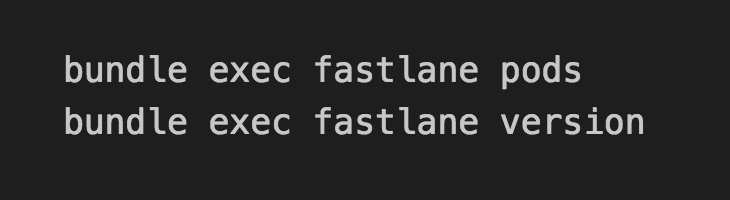 bundle exec fastlane pods
bundle exec fastlane version